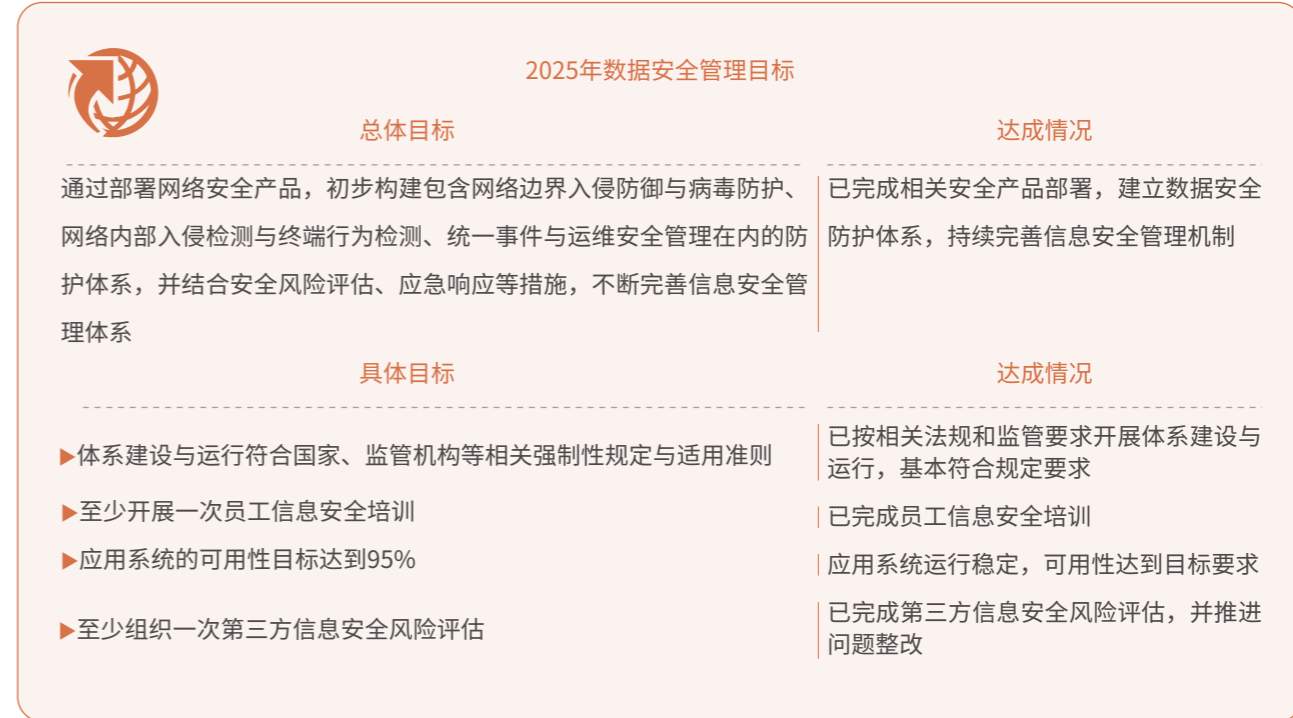 2025年数据安全管理目标
总体目标
达成情况
通过部署网络安全产品，初步构建包含网络边界入侵防御与病毒防护、
网络内部入侵检测与终端行为检测、统一事件与运维安全管理在内的防
护体系，并结合安全风险评估、应急响应等措施，不断完善信息安全管
理体系
已完成相关安全产品部署，建立数据安全
防护体系，持续完善信息安全管理机制
具体目标
达成情况
▶体系建设与运行符合国家、监管机构等相关强制性规定与适用准则
已按相关法规和监管要求开展体系建设与
运行，基本符合规定要求
▶至少开展一次员工信息安全培训
已完成员工信息安全培训
▶应用系统的可用性目标达到95%
应用系统运行稳定，可用性达到目标要求
▶至少组织一次第三方信息安全风险评估
已完成第三方信息安全风险评估，并推进
问题整改